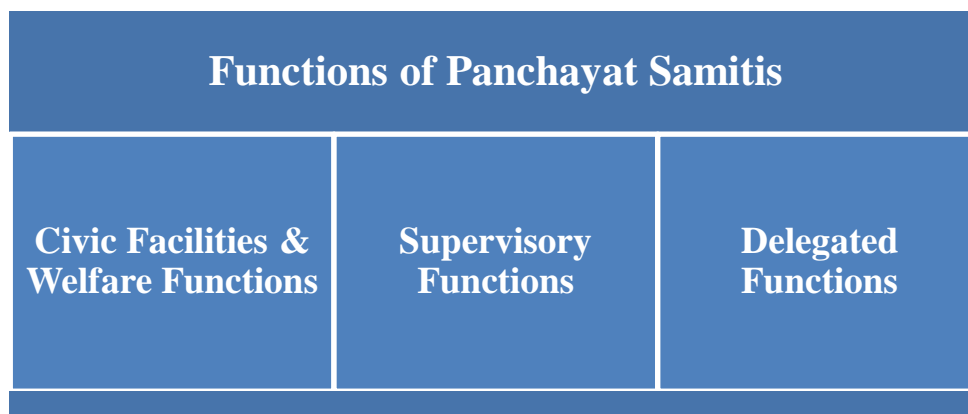 Functions of Panchayat Samitis
Civic Facilities &
Welfare Functions
Supervisory
Functions
Delegated
Functions